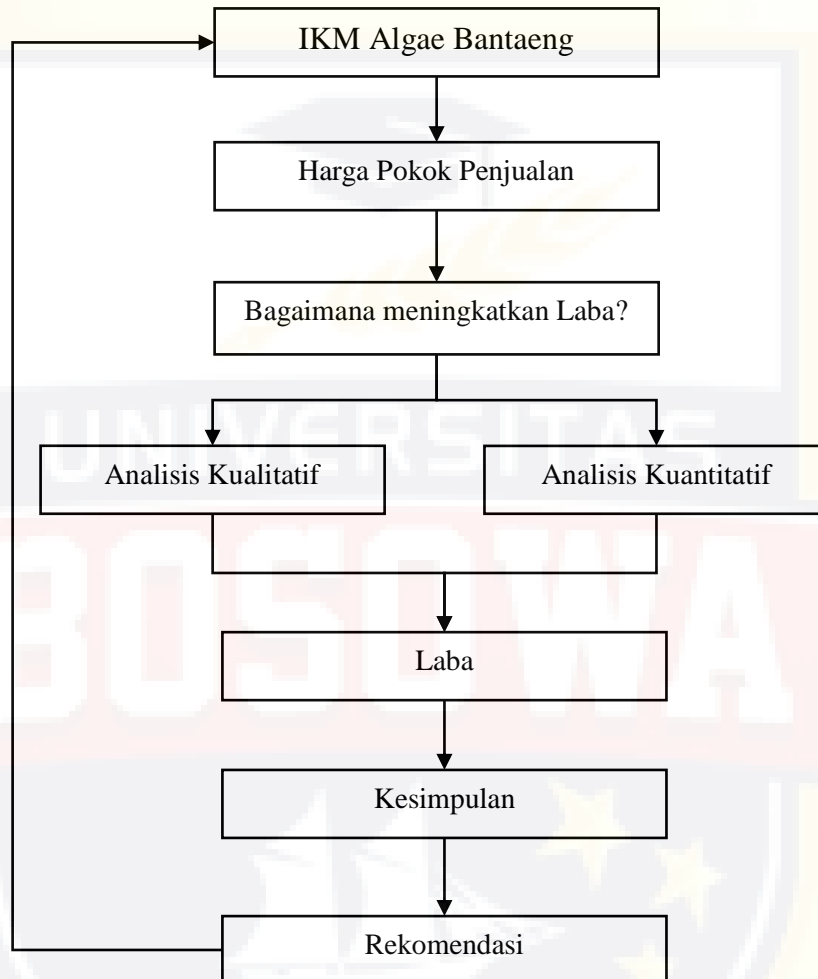 IKM Algae Bantaeng
Harga Pokok Penjualan
Bagaimana meningkatkan Laba?
UNIVERSITAS
Analisis Kualitatif
Analisis Kuantitatif
BOSOWA
Laba
Kesimpulan
Rekomendasi